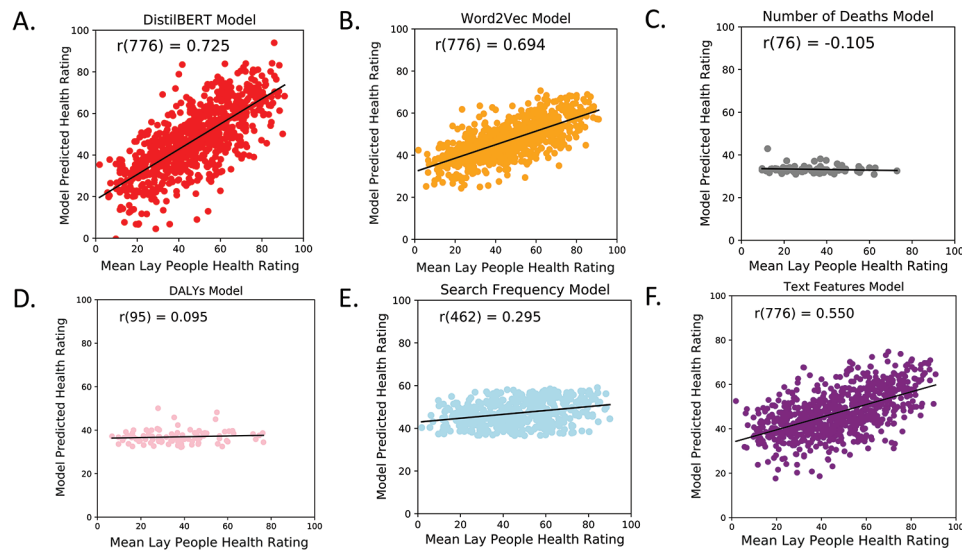 A.
DistilBERT Model
r(776) = 0.725
Model Predicted Health Rating
100
80
60
40
20
0
0 20 40 60 80 100
Mean Lay People Health Rating
B.
Word2Vec Model
r(776) = 0.694
Model Predicted Health Rating
100
80
60
40
20
0
0 20 40 60 80 100
Mean Lay People Health Rating
C.
Number of Deaths Model
r(76) = -0.105
Model Predicted Health Rating
100
80
60
40
20
0
0 20 40 60 80 100
Mean Lay People Health Rating
D.
DALYs Model
r(95) = 0.095
Model Predicted Health Rating
100
80
60
40
20
0
0 20 40 60 80 100
Mean Lay People Health Rating
E.
Search Frequency Model
r(462) = 0.295
Model Predicted Health Rating
100
80
60
40
20
0
0 20 40 60 80 100
Mean Lay People Health Rating
F.
Text Features Model
r(776) = 0.550
Model Predicted Health Rating
100
80
60
40
20
0
0 20 40 60 80 100
Mean Lay People Health Rating